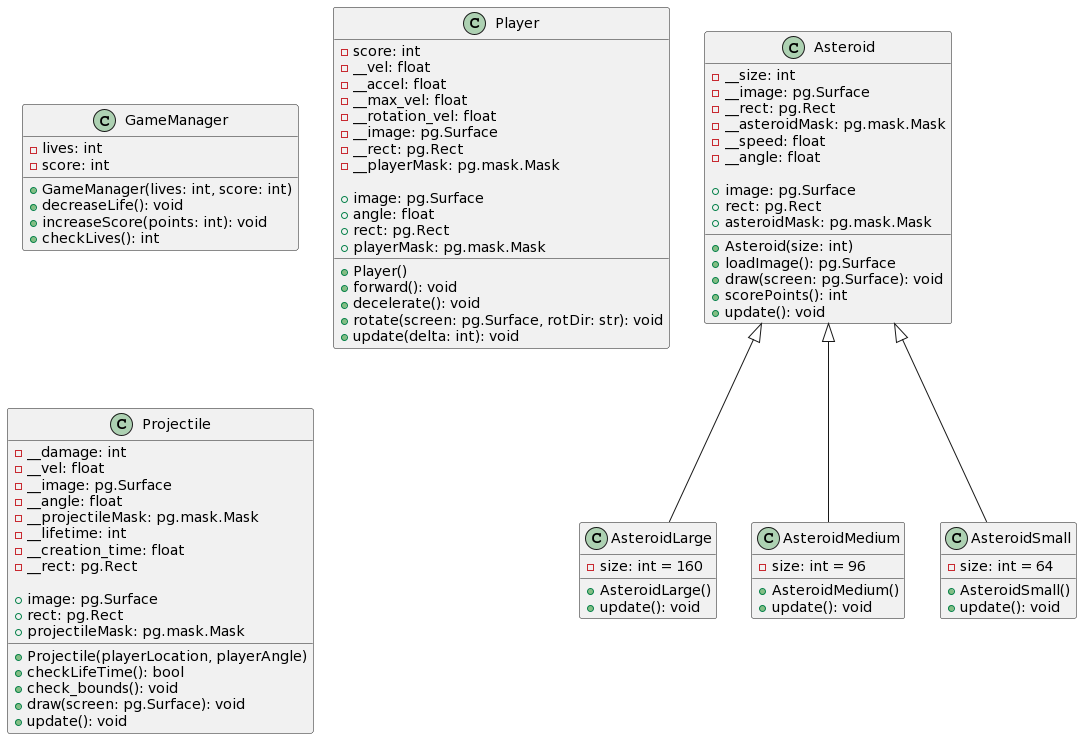 C GameManager
lives: int
score: int
GameManager(lives: int, score: int)
decreaseLife(): void
increaseScore(points: int): void
checkLives(): int
C Player
score: int
__vel: float
__accel: float
__max_vel: float
__rotation_vel: float
__image: pg.Surface
__rect: pg.Rect
__playerMask: pg.mask.Mask
image: pg.Surface
angle: float
rect: pg.Rect
playerMask: pg.mask.Mask
Player()
forward(): void
decelerate(): void
rotate(screen: pg.Surface, rotDir: str): void
update(delta: int): void
C Asteroid
__size: int
__image: pg.Surface
__rect: pg.Rect
__asteroidMask: pg.mask.Mask
__speed: float
__angle: float
image: pg.Surface
rect: pg.Rect
asteroidMask: pg.mask.Mask
Asteroid(size: int)
loadImage(): pg.Surface
draw(screen: pg.Surface): void
scorePoints(): int
update(): void
C Projectile
__damage: int
__vel: float
__image: pg.Surface
__angle: float
__projectileMask: pg.mask.Mask
__lifetime: int
__creation_time: float
__rect: pg.Rect
image: pg.Surface
rect: pg.Rect
projectileMask: pg.mask.Mask
Projectile(playerLocation, playerAngle)
checkLifeTime(): bool
check_bounds(): void
draw(screen: pg.Surface): void
update(): void
C AsteroidLarge
size: int = 160
AsteroidLarge()
update(): void
C AsteroidMedium
size: int = 96
AsteroidMedium()
update(): void
C AsteroidSmall
size: int = 64
AsteroidSmall()
update(): void